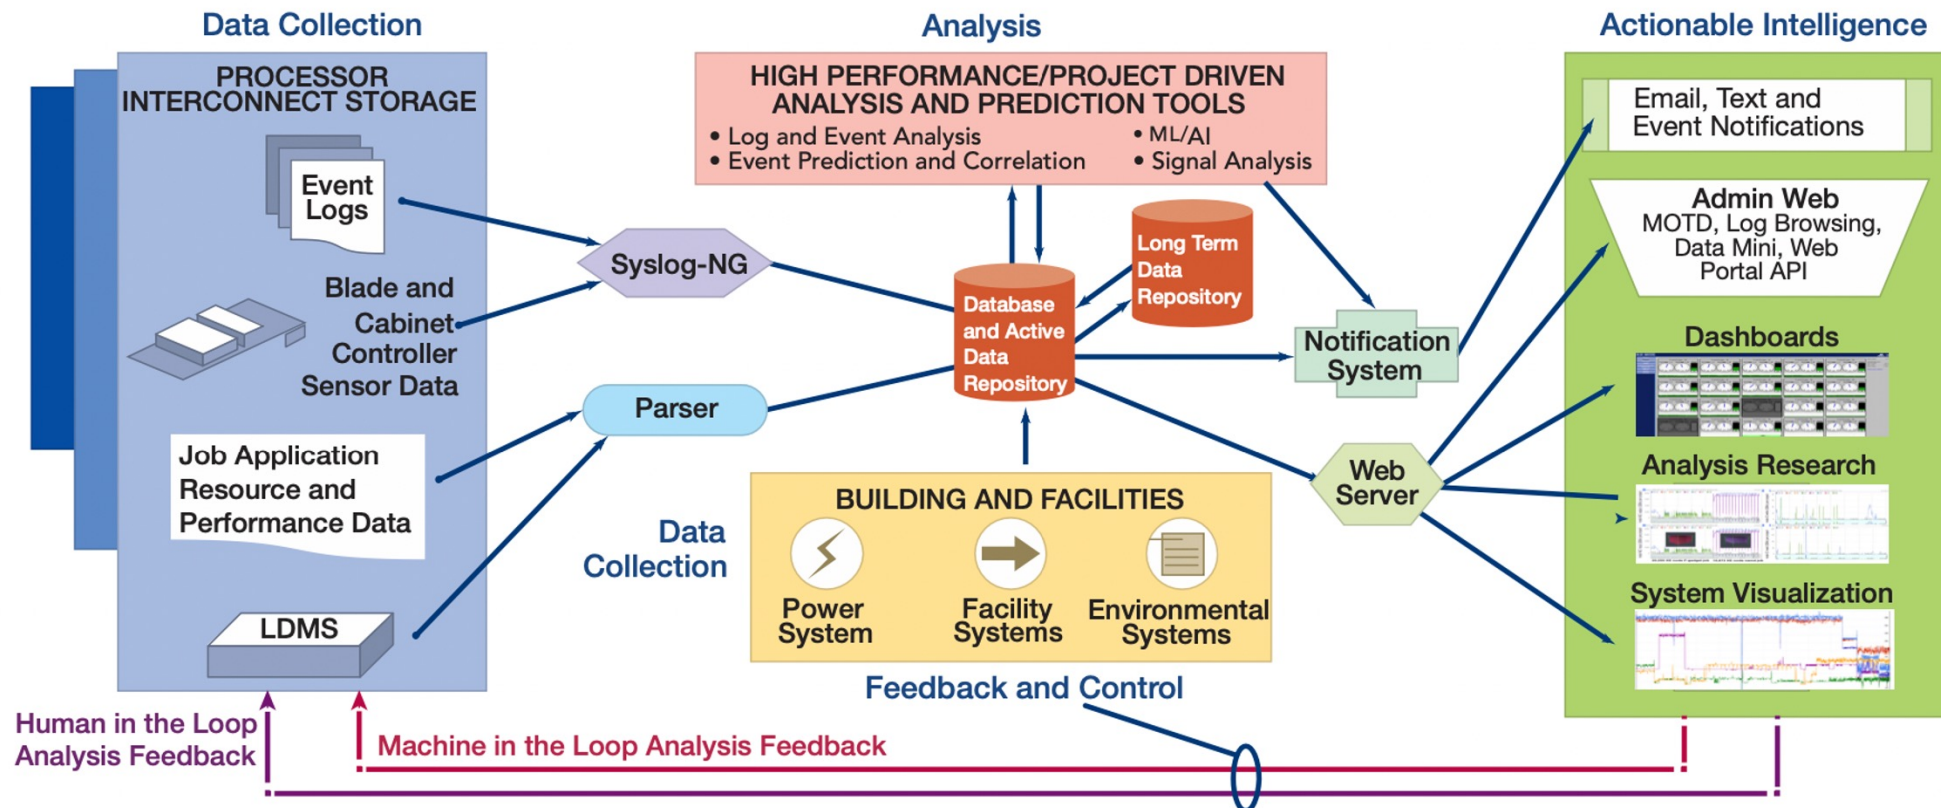 Data Collection
Analysis
Actionable Intelligence
PROCESSOR
INTERCONNECT STORAGE
Event
Logs
Blade and
Cabinet
Controller
Sensor Data
Job Application
Resource and
Performance Data
LDMS
Syslog-NG
Parser
HIGH PERFORMANCE/PROJECT DRIVEN
ANALYSIS AND PREDICTION TOOLS
• Log and Event Analysis
• Event Prediction and Correlation
• ML/AI
• Signal Analysis
Long Term
Data
Repository
Database
and Active
Data
Repository
Notification
System
Web
Server
Data
Collection
BUILDING AND FACILITIES
Power
System
Facility
Systems
Environmental
Systems
Email, Text and
Event Notifications
Admin Web
MOTD, Log Browsing,
Data Mini, Web
Portal API
Dashboards
Analysis Research
System Visualization
Feedback and Control
Human in the Loop
Analysis Feedback
Machine in the Loop Analysis Feedback